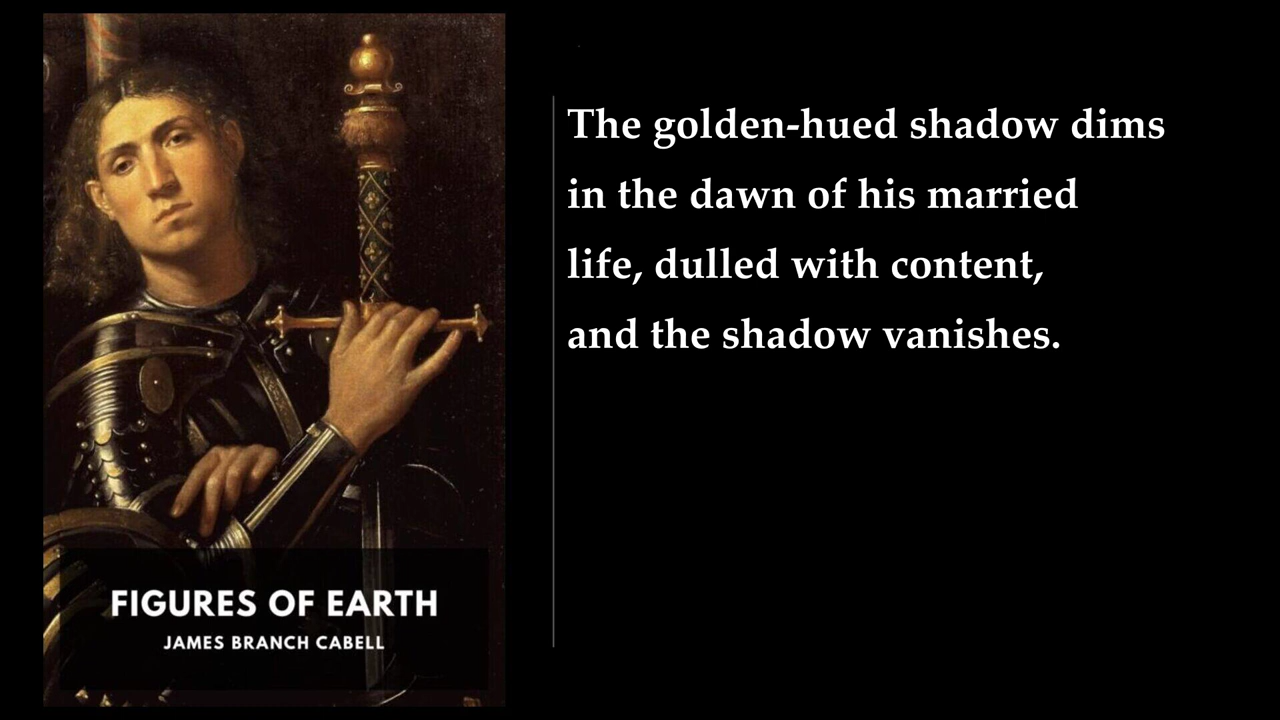 FIGURES OF EARTH
JAMES BRANCH CABELL
The golden-hued shadow dims
in the dawn of his married
life, dulled with content,
and the shadow vanishes.